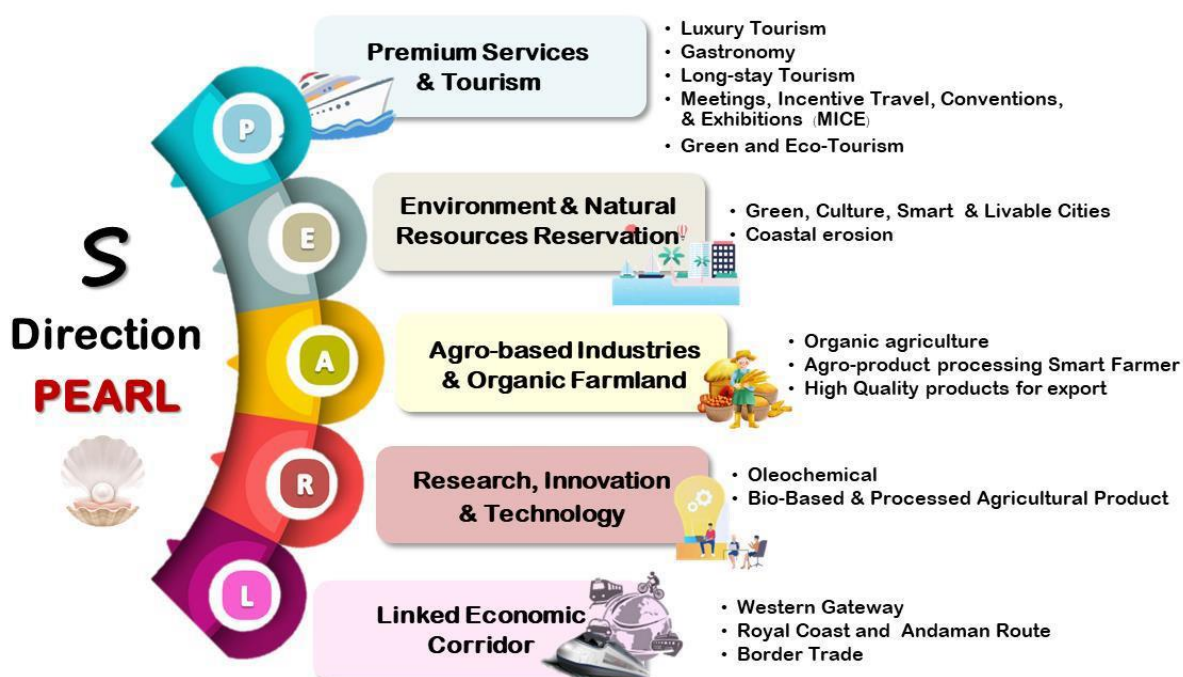 S
Direction
PEARL
P
Premium Services
& Tourism
• Luxury Tourism
• Gastronomy
• Long-stay Tourism
• Meetings, Incentive Travel, Conventions,
& Exhibitions (MICE)
• Green and Eco-Tourism
E
Environment & Natural
Resources Reservation
• Green, Culture, Smart & Livable Cities
• Coastal erosion
A
Agro-based Industries
& Organic Farmland
• Organic agriculture
• Agro-product processing Smart Farmer
• High Quality products for export
R
Research, Innovation
& Technology
• Oleochemical
• Bio-Based & Processed Agricultural Product
L
Linked Economic
Corridor
• Western Gateway
• Royal Coast and Andaman Route
• Border Trade